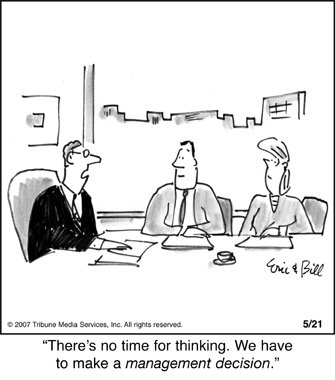 Eric & Bill
© 2007 Tribune Media Services, Inc. All rights reserved.
5/21
“There’s no time for thinking. We have
to make a management decision.”